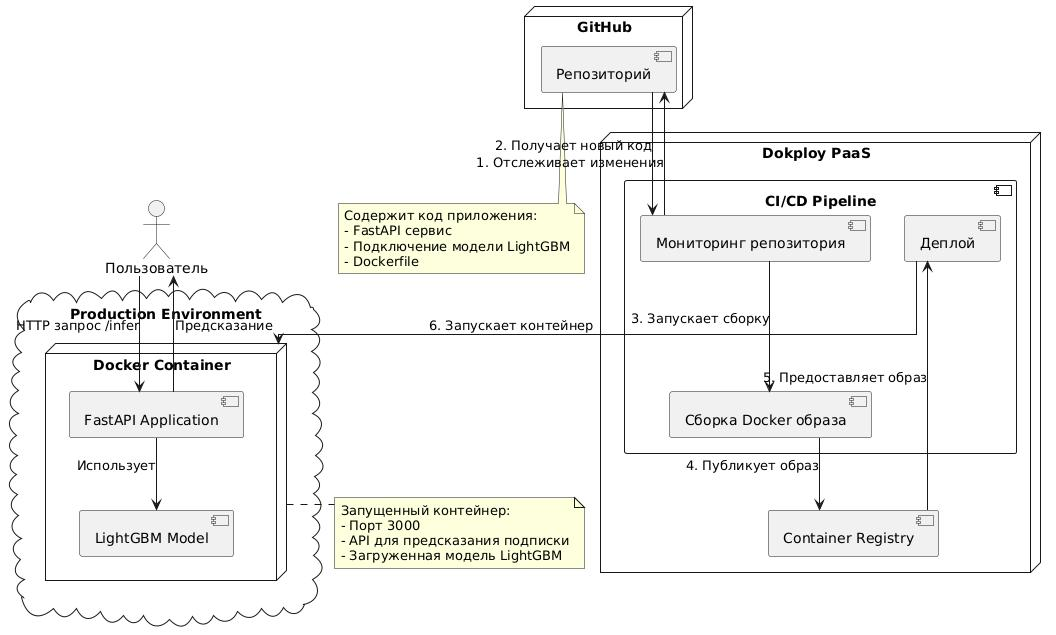 GitHub
Репозиторий
2. Получает новый код
1. Отслеживает изменения
Dokploy PaaS
CI/CD Pipeline
Мониторинг репозитория
Деплой
Содержит код приложения:
- FastAPI сервис
- Подключение модели LightGBM
- Dockerfile
Пользователь
Production Environment
HTTP запрос /infer
Предсказание
6. Запускает контейнер
3. Запускает сборку
Docker Container
5. Предоставляет образ
FastAPI Application
Сборка Docker образа
Использует
4. Публикует образ
Запущенный контейнер:
- Порт 3000
- API для предсказания подписки
- Загруженная модель LightGBM
LightGBM Model
Container Registry